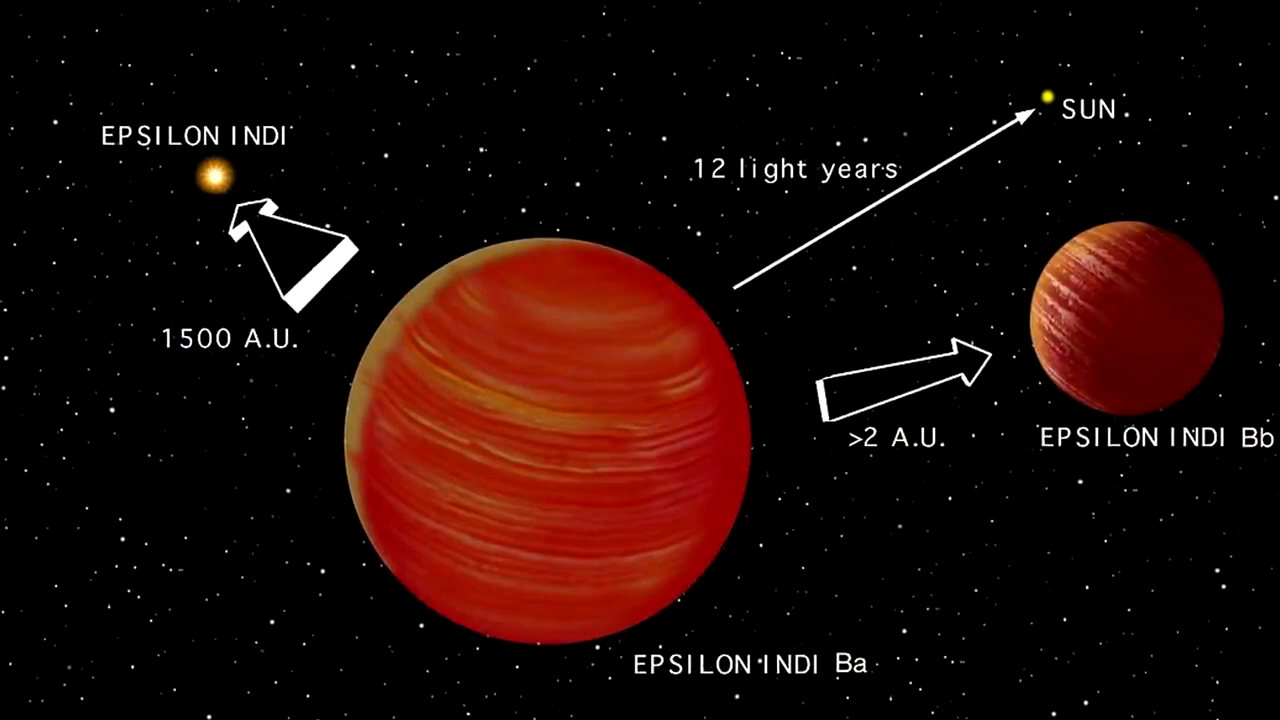 EPSILON INDI
SUN
12 light years
1500 A.U.
>2 A.U.
EPSILON INDI Bb
EPSILON INDI Ba